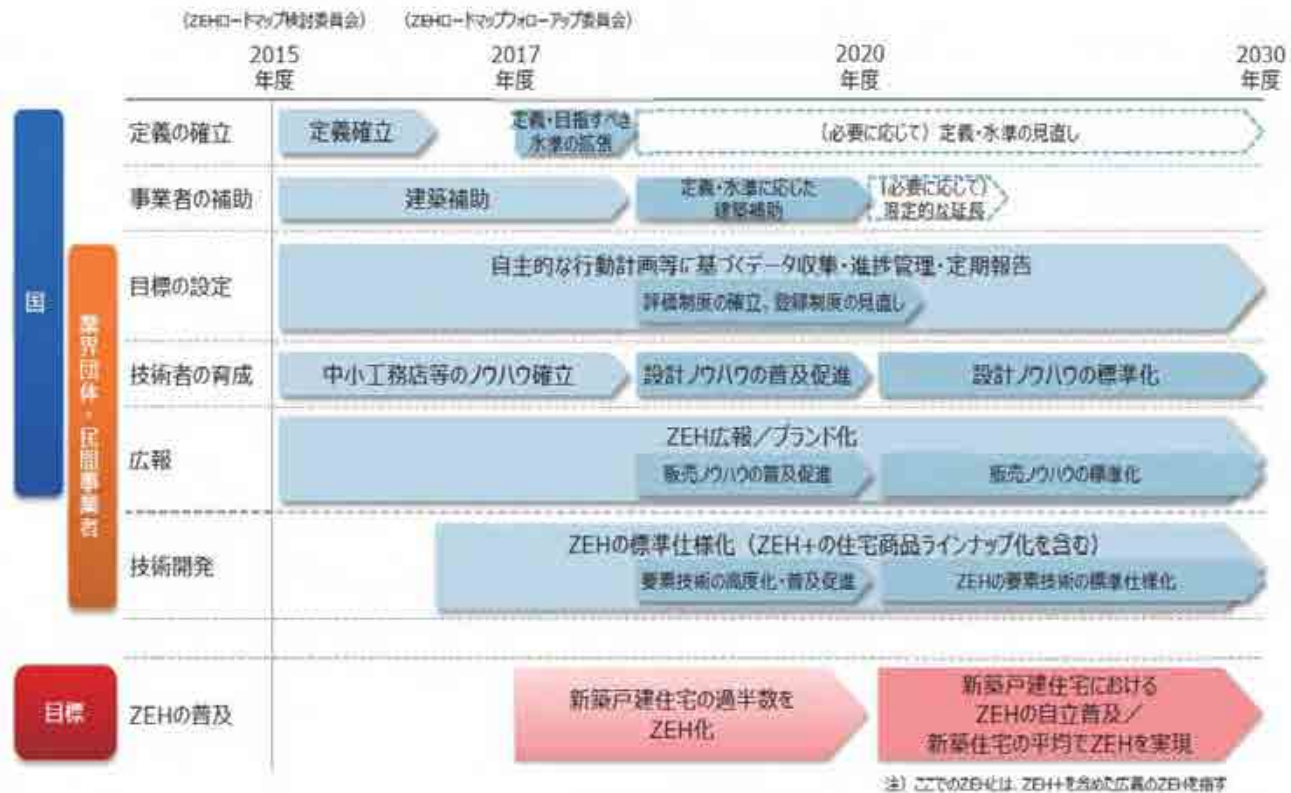 (ZEHロードマップ検討委員会)
(ZEHロードマップフォローアップ委員会)
2015
年度
2017
年度
2020
年度
2030
年度
国
業界団体・民間事業者
定義の確立
定義確立
定義・目指すべき
水準の拡張
(必要に応じて)定義・水準の見直し
事業者の補助
建築補助
定義・水準に応じた
建築補助
(必要に応じて)
限定的な延長
目標の設定
自主的な行動計画等に基づくデータ収集・進捗管理・定期報告
評価制度の確立、登録制度の見直し
技術者の育成
中小工務店等のノウハウ確立
設計ノウハウの普及促進
設計ノウハウの標準化
広報
ZEH広報/ブランド化
販売ノウハウの普及促進
販売ノウハウの標準化
技術開発
ZEHの標準仕様化(ZEH+の住宅商品ラインナップ化を含む)
要素技術の高度化・普及促進
ZEHの要素技術の標準仕様化
目標
ZEHの普及
新築戸建住宅の過半数を
ZEH化
新築戸建住宅における
ZEHの自立普及/
新築住宅の平均でZEHを実現
注)ここでのZEHとは、ZEH+を含めた広義のZEHを指す